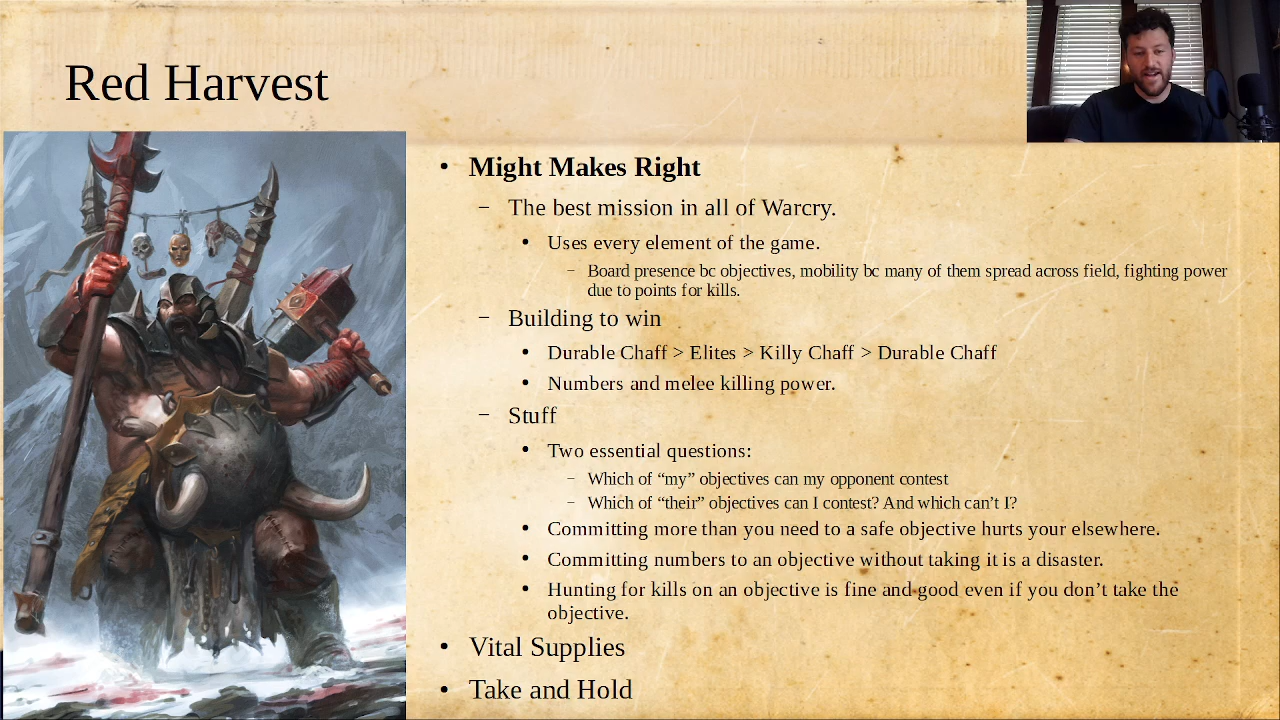 Red Harvest
• Might Makes Right
– The best mission in all of Warcry.
• Uses every element of the game.
– Board presence bc objectives, mobility bc many of them spread across field, fighting power
due to points for kills.
– Building to win
• Durable Chaff > Elites > Killy Chaff > Durable Chaff
• Numbers and melee killing power.
– Stuff
• Two essential questions:
– Which of “my” objectives can my opponent contest
– Which of “their” objectives can I contest? And which can’t I?
• Committing more than you need to a safe objective hurts your elsewhere.
• Committing numbers to an objective without taking it is a disaster.
• Hunting for kills on an objective is fine and good even if you don’t take the
objective.
• Vital Supplies
• Take and Hold